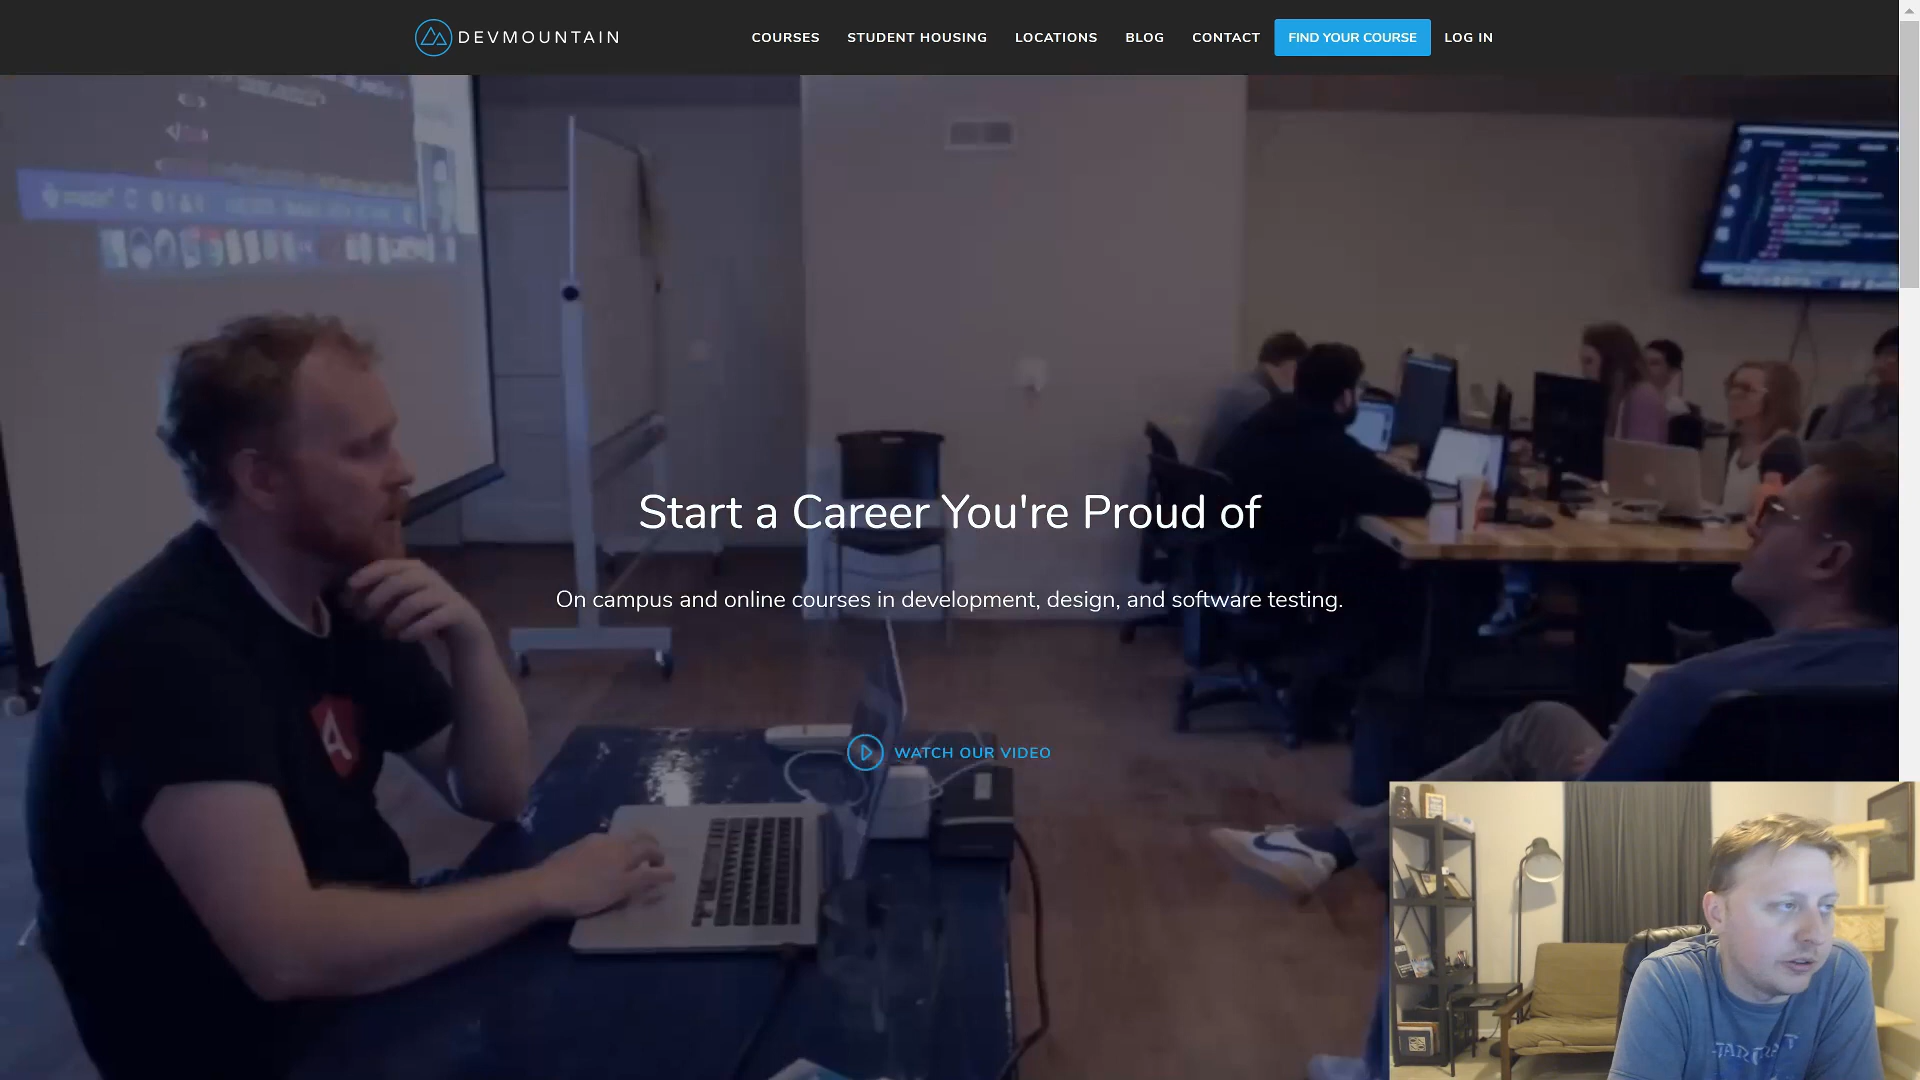 DEVMOUNTAIN
COURSES STUDENT HOUSING LOCATIONS BLOG CONTACT FIND YOUR COURSE LOG IN
Start a Career You're Proud of
On campus and online courses in development, design, and software testing.
WATCH OUR VIDEO
A